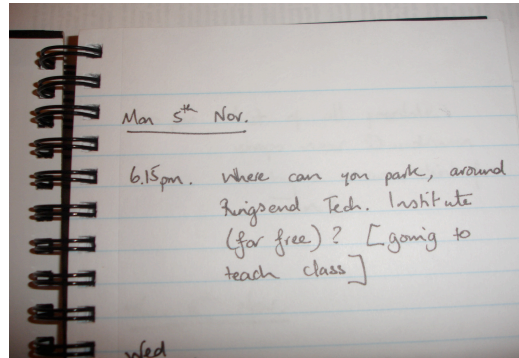 Mon 5th Nov.
6.15pm. Where can you park, around
Ringsend Tech. Institute
(for free)? [going to
teach class]
Wed